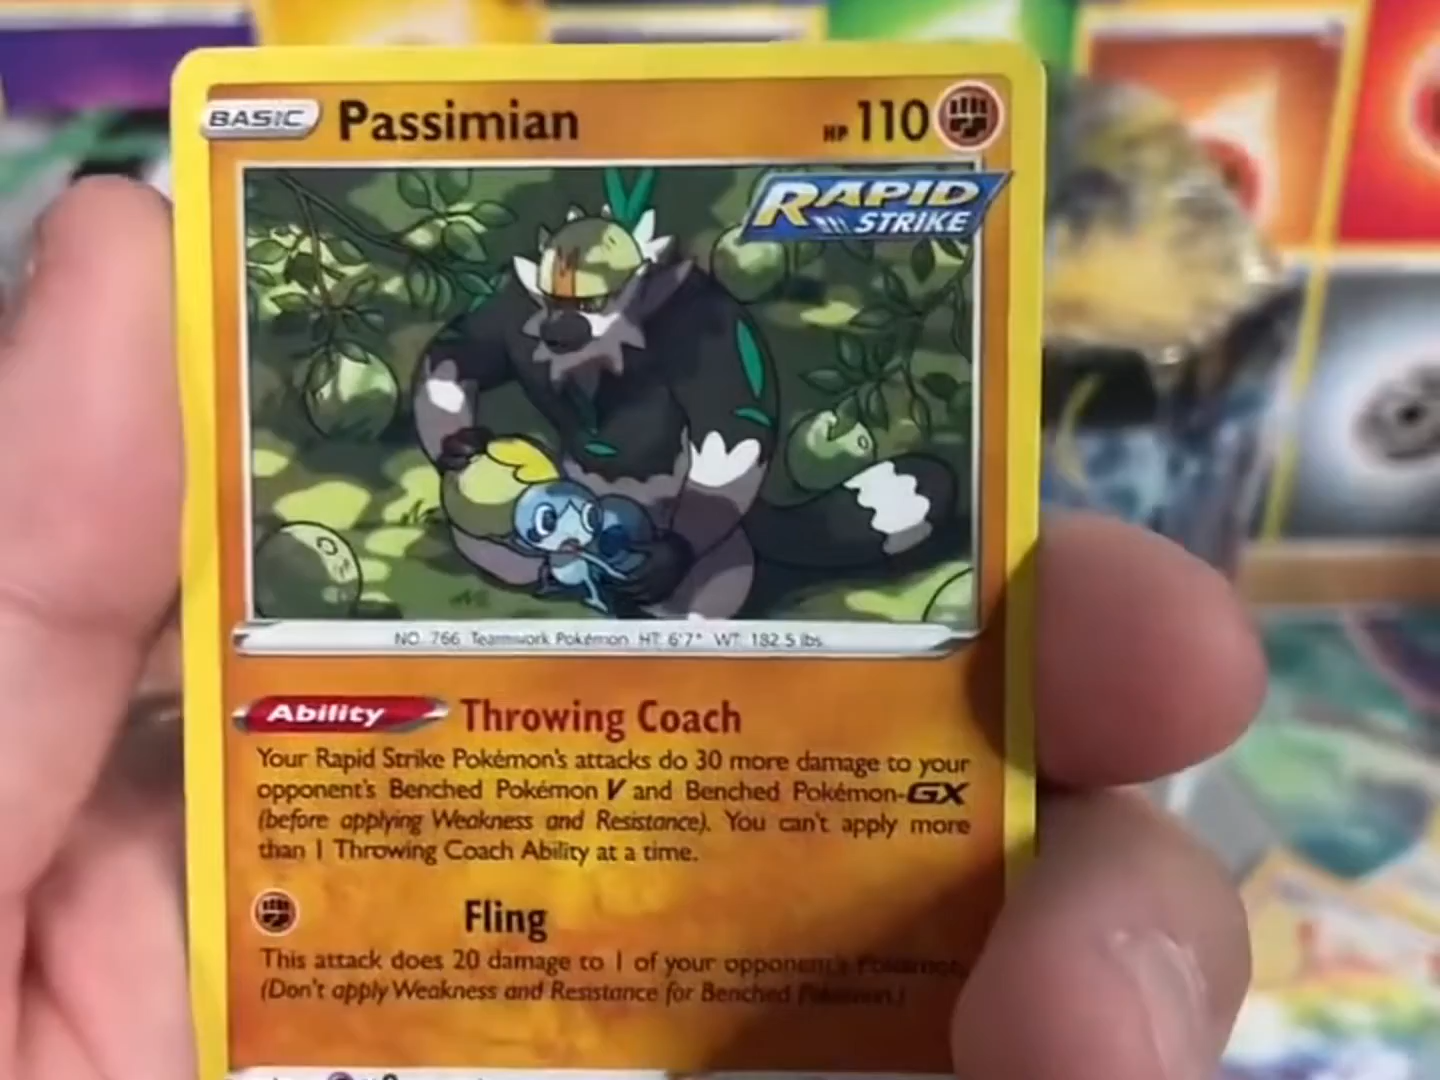 BASIC Passimian HP 110
RAPID
STRIKE
NO. 766 Teamwork Pokémon HT: 6'7" WT: 182.5 lbs.
Ability Throwing Coach
Your Rapid Strike Pokémon's attacks do 30 more damage to your
opponent's Benched Pokémon V and Benched Pokémon-GX
(before applying Weakness and Resistance). You can't apply more
than 1 Throwing Coach Ability at a time.
Fling
This attack does 20 damage to 1 of your opponent's Pokémon.
(Don't apply Weakness and Resistance for Benched Pokémon.)